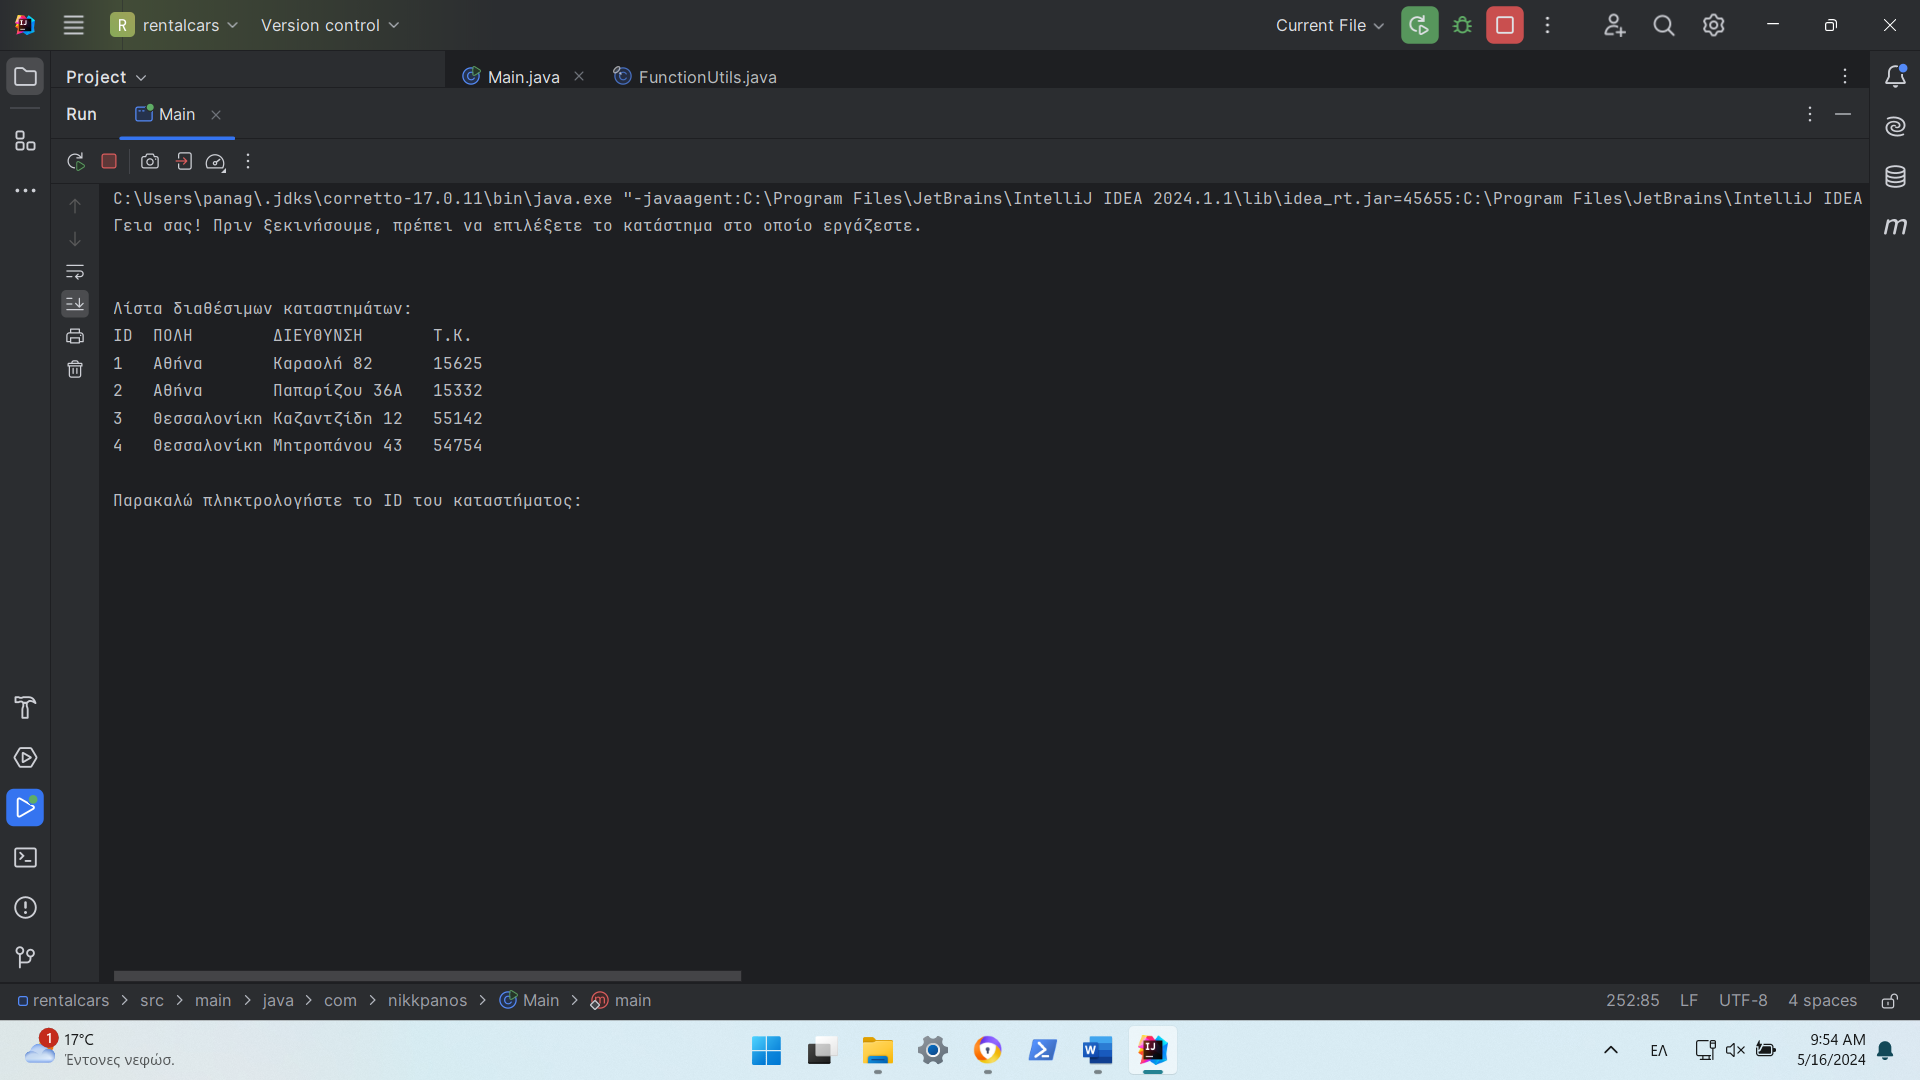 R rentalcars Version control Current File
Project Main.java FunctionUtils.java
Run Main
C:\Users\panag\.jdks\corretto-17.0.11\bin\java.exe "-javaagent:C:\Program Files\JetBrains\IntelliJ IDEA 2024.1.1\lib\idea_rt.jar=45655:C:\Program Files\JetBrains\IntelliJ IDEA
Γεια σας! Πριν ξεκινήσουμε, πρέπει να επιλέξετε το κατάστημα στο οποίο εργάζεστε.
Λίστα διαθέσιμων καταστημάτων:
ID ΠΟΛΗ ΔΙΕΥΘΥΝΣΗ Τ.Κ.
1 Αθήνα Καραολή 82 15625
2 Αθήνα Παπαρίζου 36Α 15332
3 Θεσσαλονίκη Καζαντζίδη 12 55142
4 Θεσσαλονίκη Μητροπάνου 43 54754
Παρακαλώ πληκτρολογήστε το ID του καταστήματος:
rentalcars > src > main > java > com > nikkpanos > Main > main 252:85 LF UTF-8 4 spaces
1 17°C
Έντονες νεφώσ.
ΕΛ
9:54 AM
5/16/2024